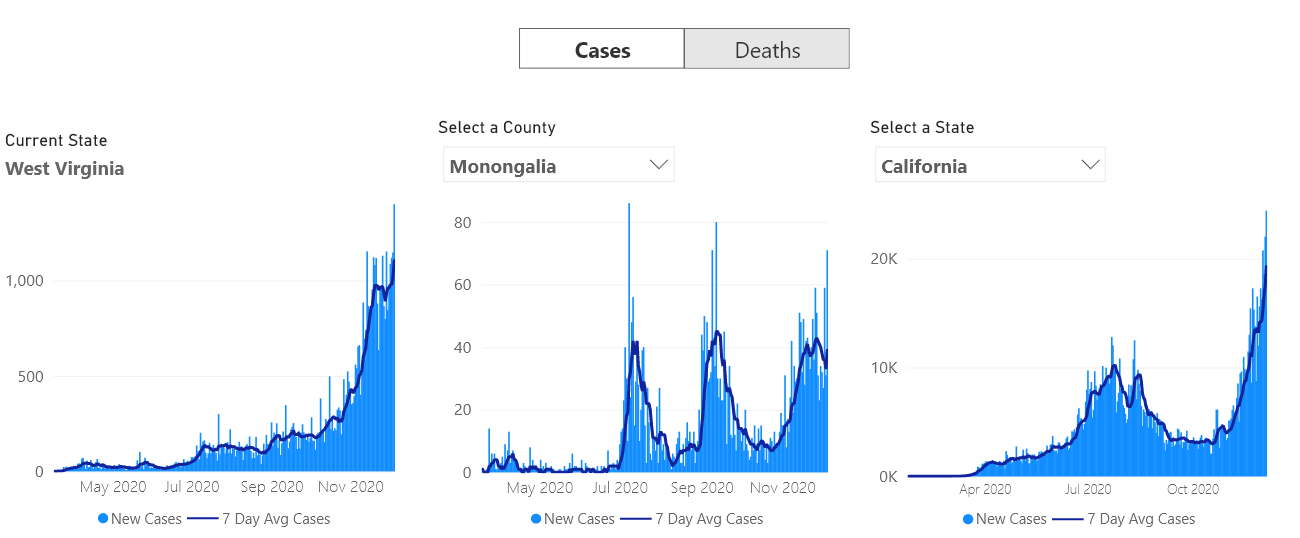 Cases Deaths
Current State
West Virginia
1,000
500
0
May 2020 Jul 2020 Sep 2020 Nov 2020
New Cases 7 Day Avg Cases
Select a County
Monongalia
80
60
40
20
0
May 2020 Jul 2020 Sep 2020 Nov 2020
New Cases 7 Day Avg Cases
Select a State
California
20K
10K
0K
Apr 2020 Jul 2020 Oct 2020
New Cases 7 Day Avg Cases